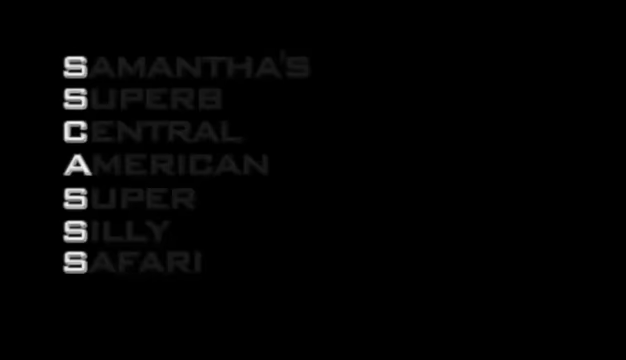 SAMANTHA'S
SUPERB
CENTRAL
AMERICAN
SUPER
SILLY
SAFARI